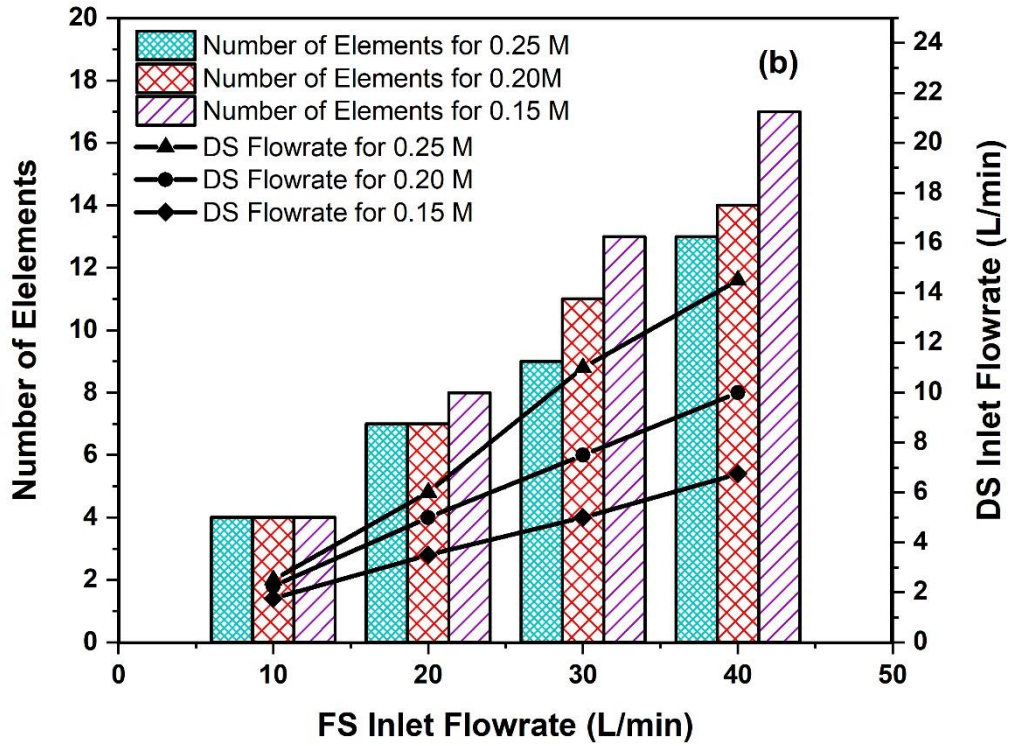 Number of Elements for 0.25 M
Number of Elements for 0.20M
Number of Elements for 0.15 M
DS Flowrate for 0.25 M
DS Flowrate for 0.20 M
DS Flowrate for 0.15 M
(b)
Number of Elements
20
18
16
14
12
10
8
6
4
2
0
DS Inlet Flowrate (L/min)
24
22
20
18
16
14
12
10
8
6
4
2
0
0 10 20 30 40 50
FS Inlet Flowrate (L/min)